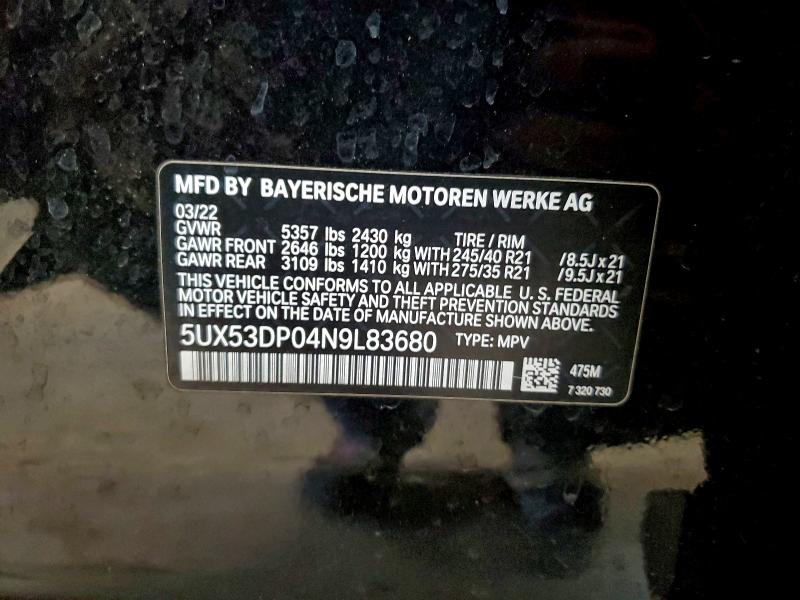 MFD BY BAYERISCHE MOTOREN WERKE AG
03/22
GVWR 5357 lbs 2430 kg TIRE / RIM
GAWR FRONT 2646 lbs 1200 kg WITH 245/40 R21 /8.5J x 21
GAWR REAR 3109 lbs 1410 kg WITH 275/35 R21 /9.5J x 21
THIS VEHICLE CONFORMS TO ALL APPLICABLE U. S. FEDERAL
MOTOR VEHICLE SAFETY AND THEFT PREVENTION STANDARDS
IN EFFECT ON THE DATE OF MANUFACTURE SHOWN ABOVE.
5UX53DP04N9L83680 TYPE: MPV
475M
7 320 730